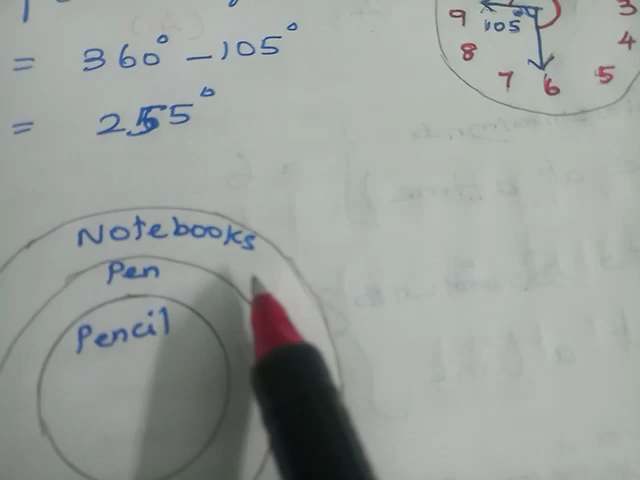 = 360° - 105°
= 255°
9
105°
3
8
4
7
6
5
Notebooks
Pen
Pencil